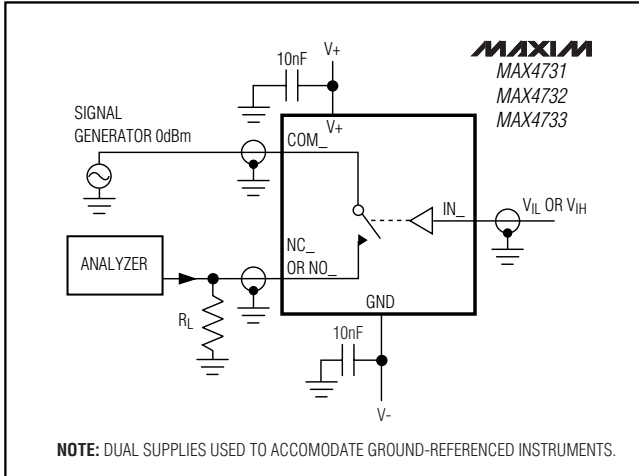 V+
10nF
MAXIM
MAX4731
MAX4732
MAX4733
SIGNAL
GENERATOR 0dBm
V+
COM_
IN_
VIL OR VIH
ANALYZER
NC_
OR NO_
RL
GND
10nF
V-
NOTE: DUAL SUPPLIES USED TO ACCOMODATE GROUND-REFERENCED INSTRUMENTS.